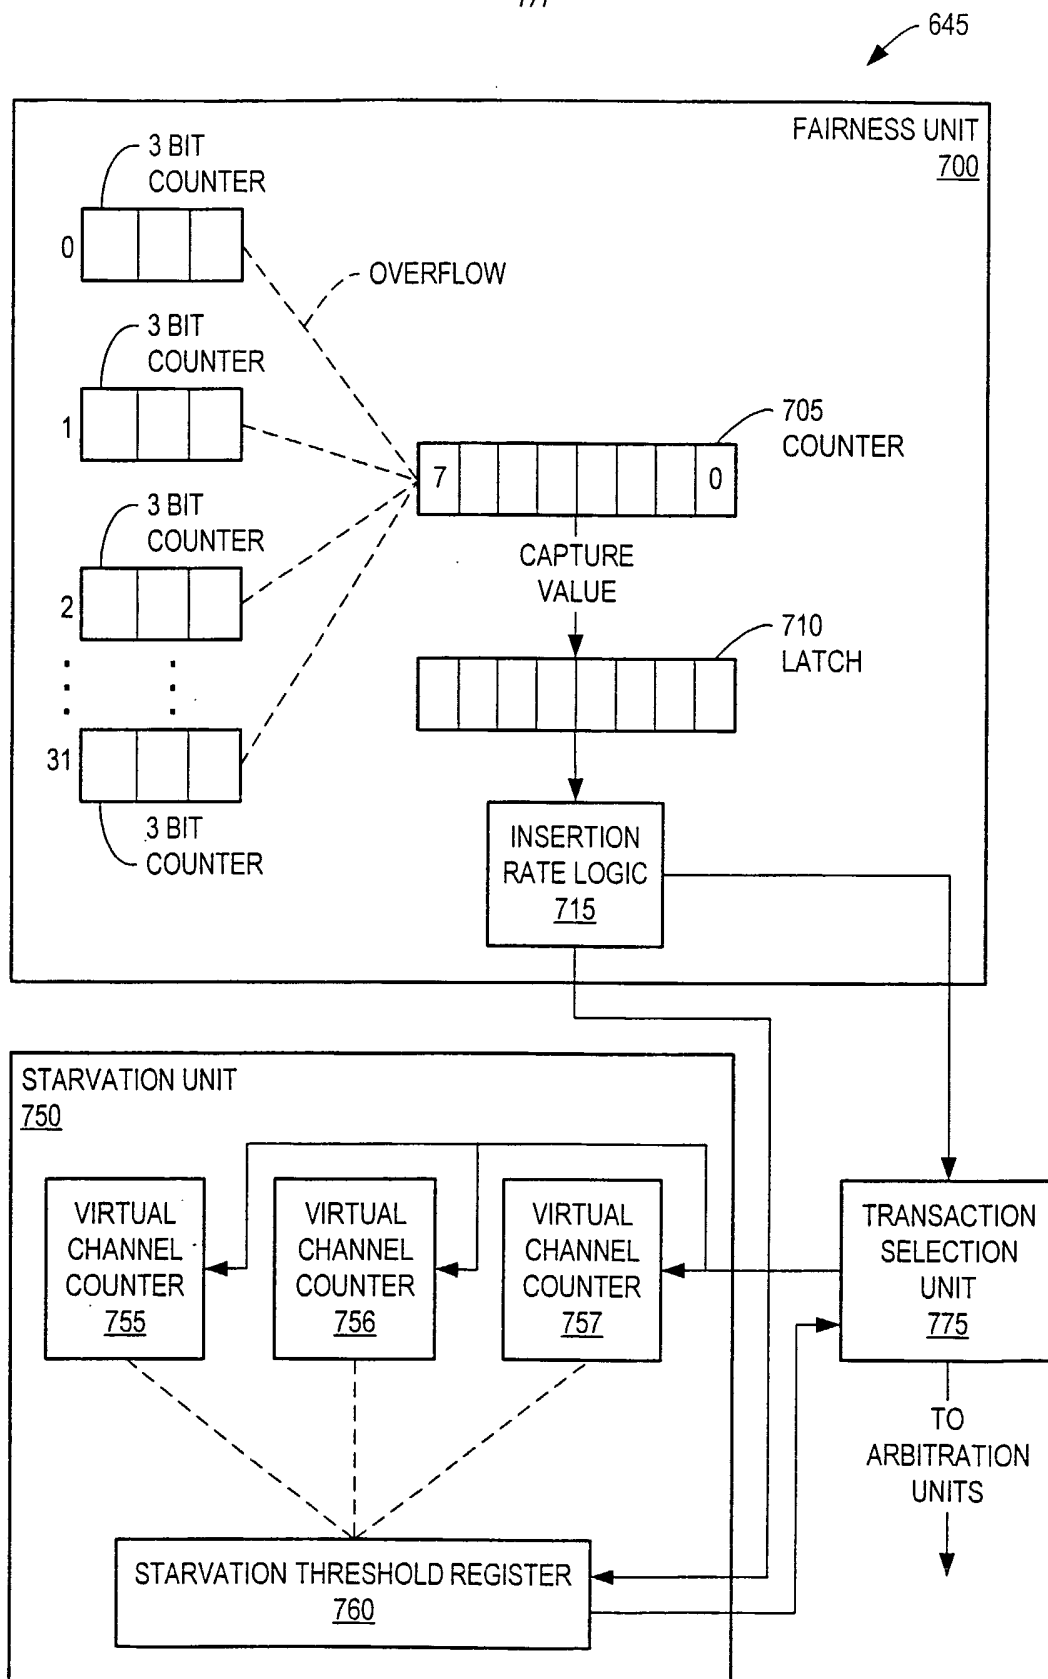 645
FAIRNESS UNIT
700
3 BIT
COUNTER
0
OVERFLOW
3 BIT
COUNTER
1
705
COUNTER
7
0
3 BIT
COUNTER
2
CAPTURE
VALUE
710
LATCH
31
3 BIT
COUNTER
INSERTION
RATE LOGIC
715
STARVATION UNIT
750
VIRTUAL
CHANNEL
COUNTER
755
VIRTUAL
CHANNEL
COUNTER
756
VIRTUAL
CHANNEL
COUNTER
757
TRANSACTION
SELECTION
UNIT
775
TO
ARBITRATION
UNITS
STARVATION THRESHOLD REGISTER
760